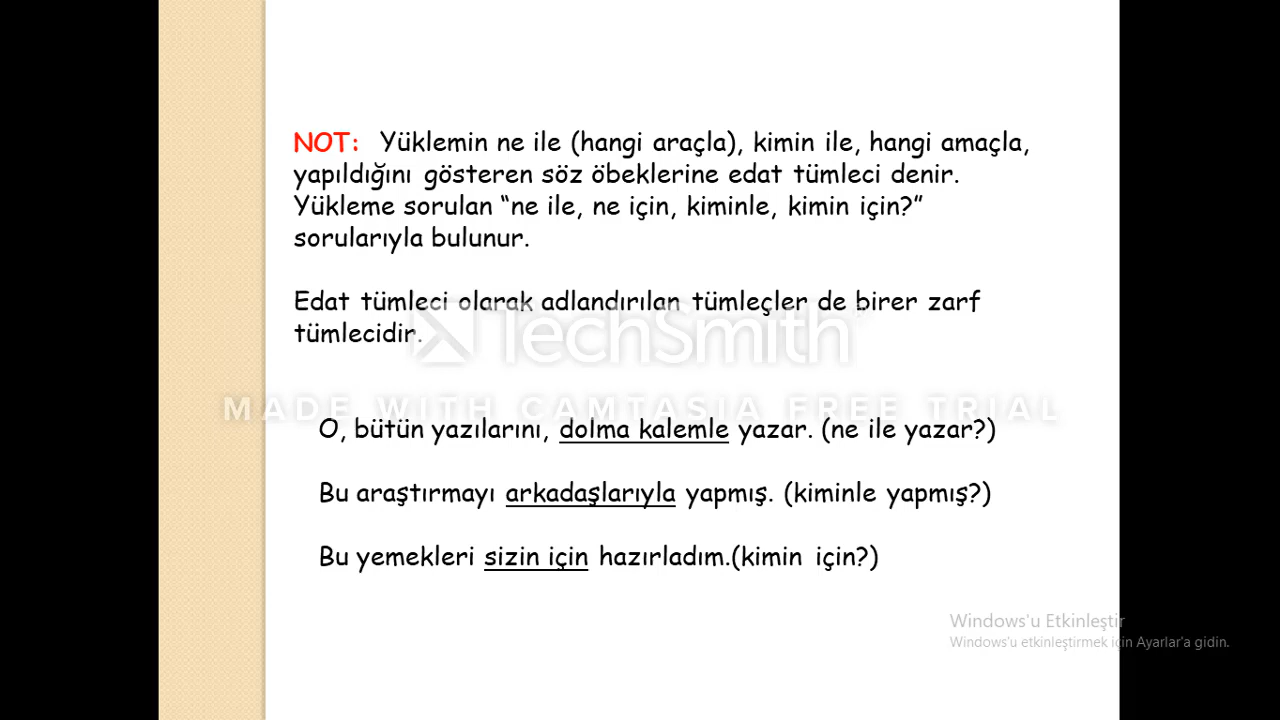 NOT: Yüklemin ne ile (hangi araçla), kimin ile, hangi amaçla,
yapıldığını gösteren söz öbeklerine edat tümleci denir.
Yükleme sorulan “ne ile, ne için, kiminle, kimin için?”
sorularıyla bulunur.
Edat tümleci olarak adlandırılan tümleçler de birer zarf
tümlecidir.
TechSmith
MADE WITH CAMTASIA FREE TRIAL
O, bütün yazılarını, dolma kalemle yazar. (ne ile yazar?)
Bu araştırmayı arkadaşlarıyla yapmış. (kiminle yapmış?)
Bu yemekleri sizin için hazırladım.(kimin için?)
Windows'u Etkinleştir
Windows'u etkinleştirmek için Ayarlar'a gidin.